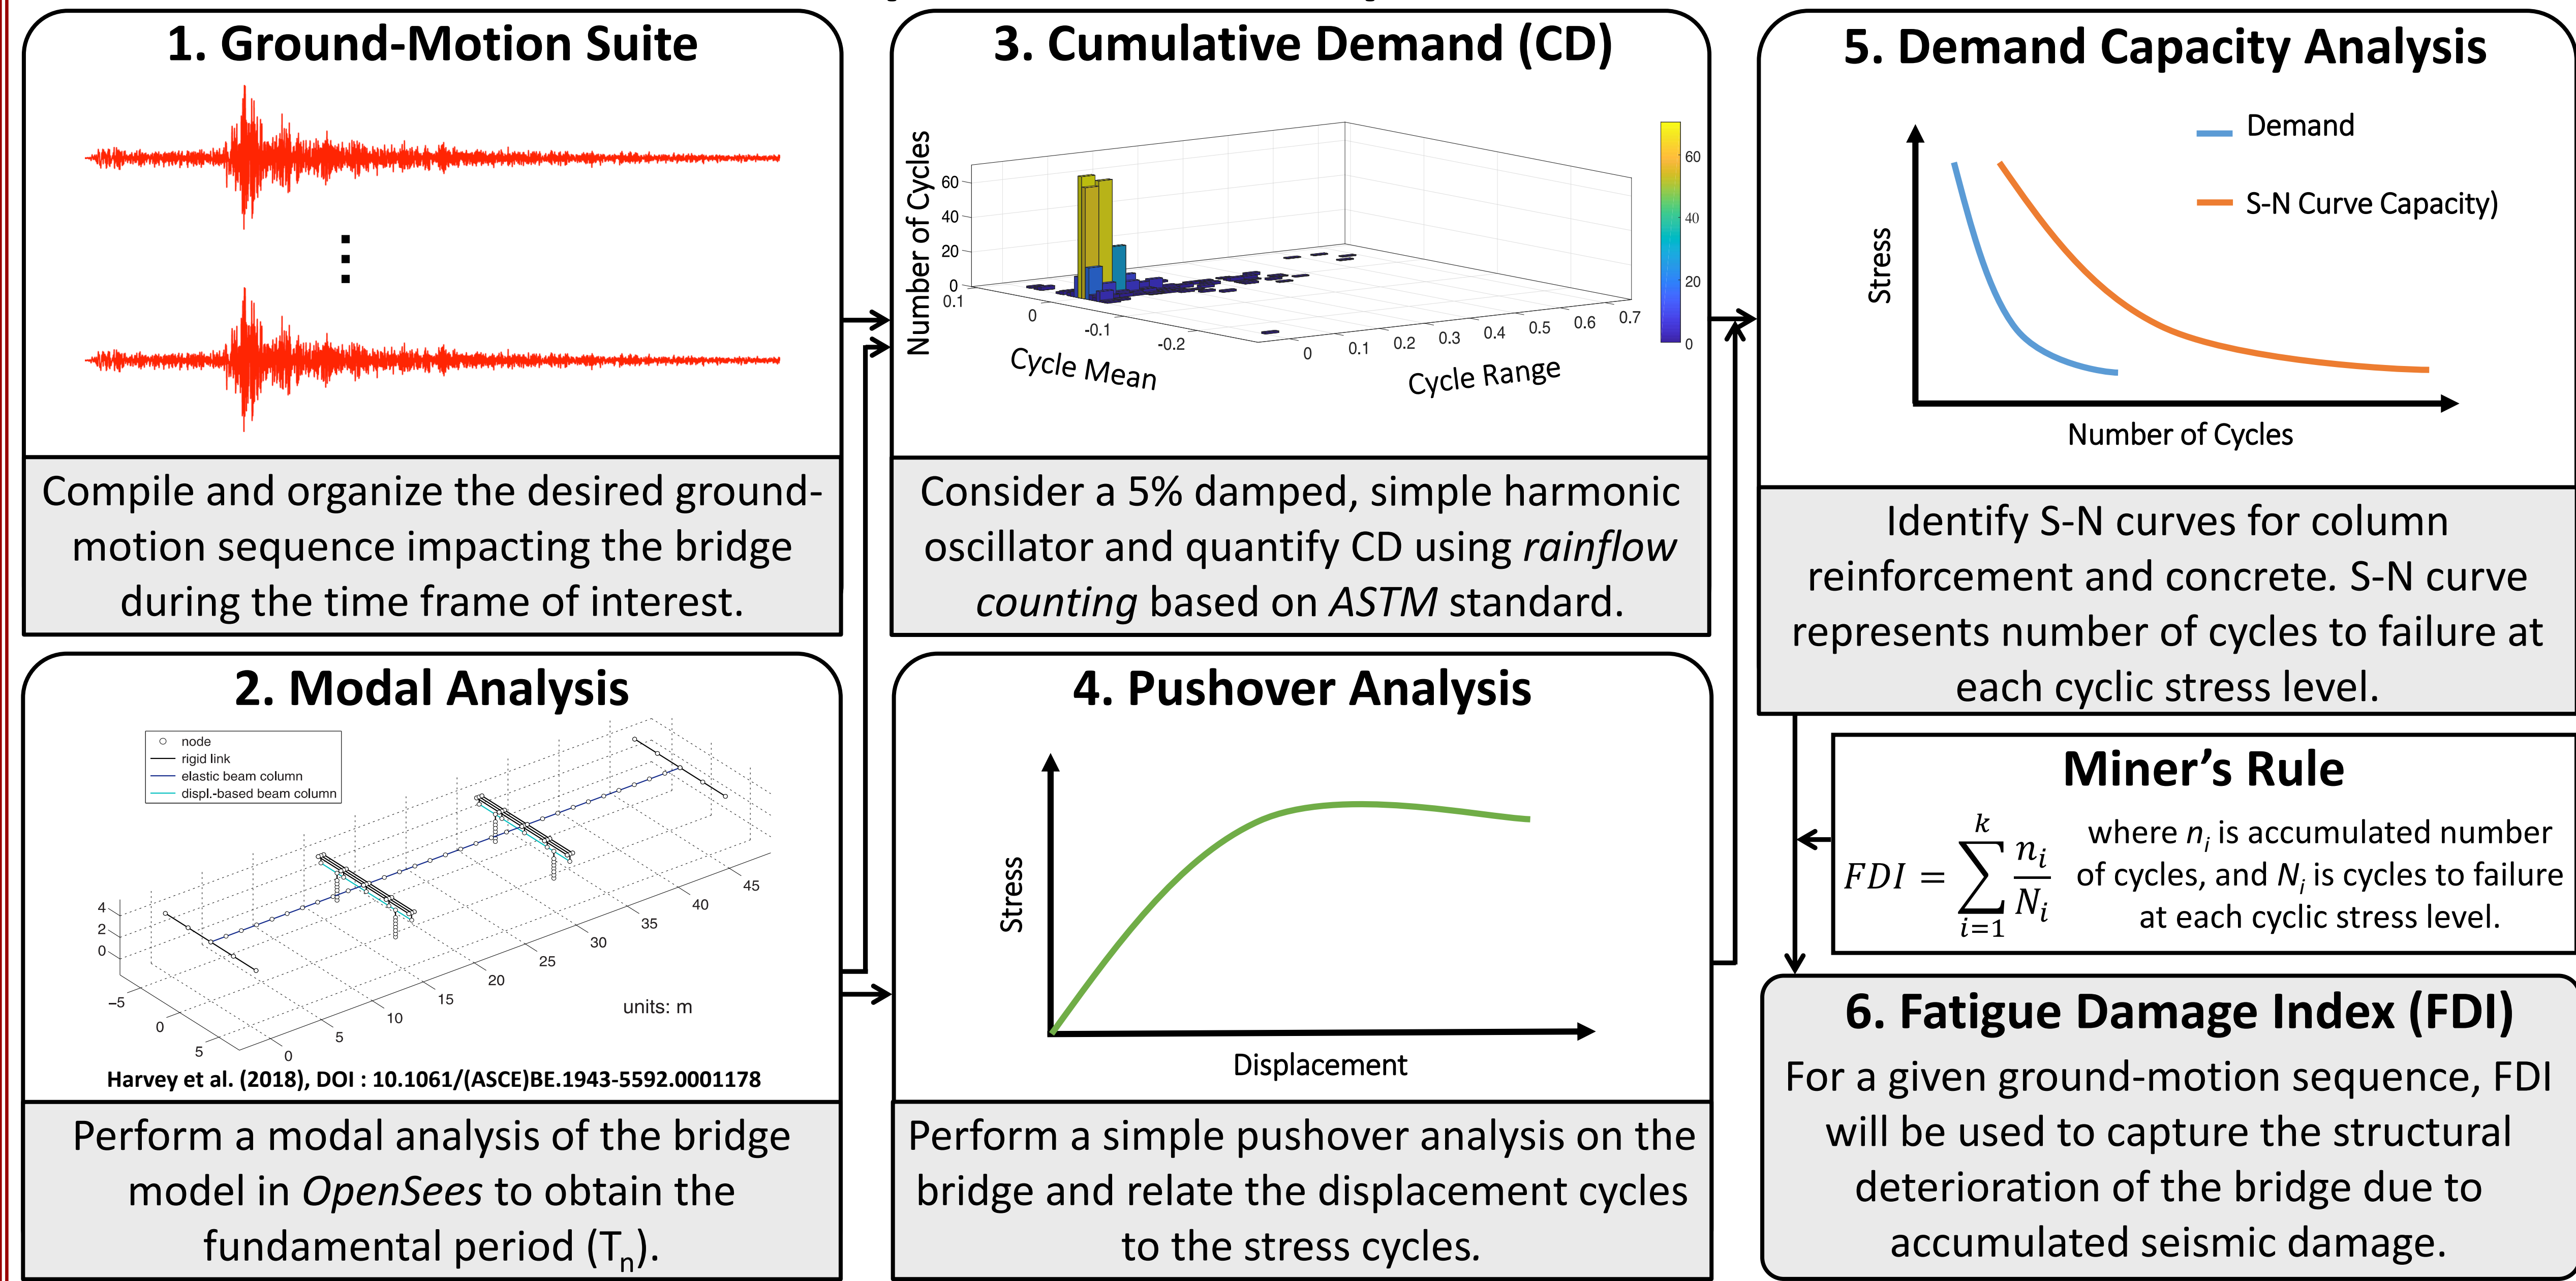 1. Ground-Motion Suite
Compile and organize the desired ground-
motion sequence impacting the bridge
during the time frame of interest.
2. Modal Analysis
node
rigid link
elastic beam column
displ.-based beam column
4
2
0
−5
0
5
0
5
10
15
20
25
30
35
40
45
units: m
Harvey et al. (2018), DOI : 10.1061/(ASCE)BE.1943-5592.0001178
Perform a modal analysis of the bridge
model in OpenSees to obtain the
fundamental period (Tn).
3. Cumulative Demand (CD)
Number of Cycles
60
40
20
0
0.1
0
-0.1
-0.2
Cycle Mean
0
0.1
0.2
0.3
0.4
0.5
0.6
0.7
Cycle Range
60
40
20
0
Consider a 5% damped, simple harmonic
oscillator and quantify CD using rainflow
counting based on ASTM standard.
4. Pushover Analysis
Stress
Displacement
Perform a simple pushover analysis on the
bridge and relate the displacement cycles
to the stress cycles.
5. Demand Capacity Analysis
Demand
S-N Curve Capacity)
Stress
Number of Cycles
Identify S-N curves for column
reinforcement and concrete. S-N curve
represents number of cycles to failure at
each cyclic stress level.
Miner's Rule
FDI = ∑_{i=1}^{k} n_i/N_i
where ni is accumulated number
of cycles, and Ni is cycles to failure
at each cyclic stress level.
6. Fatigue Damage Index (FDI)
For a given ground-motion sequence, FDI
will be used to capture the structural
deterioration of the bridge due to
accumulated seismic damage.